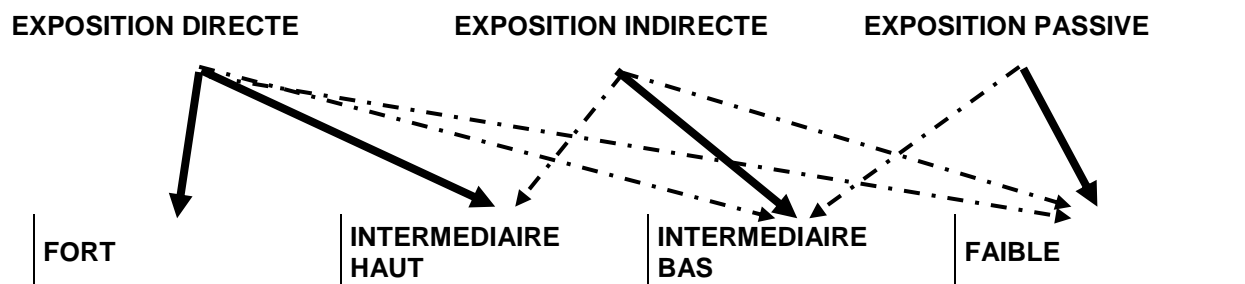 EXPOSITION DIRECTE
EXPOSITION INDIRECTE
EXPOSITION PASSIVE
FORT
INTERMEDIAIRE
HAUT
INTERMEDIAIRE
BAS
FAIBLE